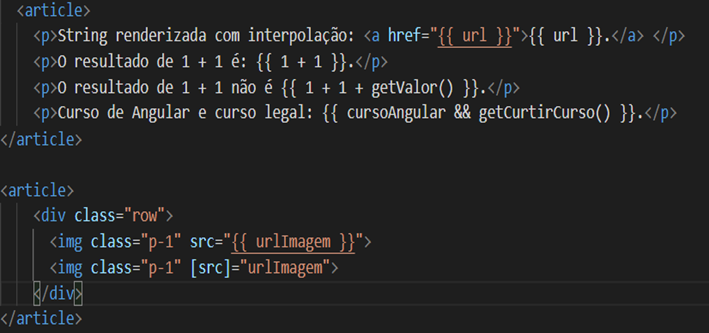 <article>
<p>String renderizada com interpolação: <a href="{{ url }}">{{ url }}.</a> </p>
<p>O resultado de 1 + 1 é: {{ 1 + 1 }}.</p>
<p>O resultado de 1 + 1 não é {{ 1 + 1 + getValor() }}.</p>
<p>Curso de Angular e curso legal: {{ cursoAngular && getCurtirCurso() }}.</p>
</article>
<article>
<div class="row">
<img class="p-1" src="{{ urlImagem }}">
<img class="p-1" [src]="urlImagem">
</div>
</article>